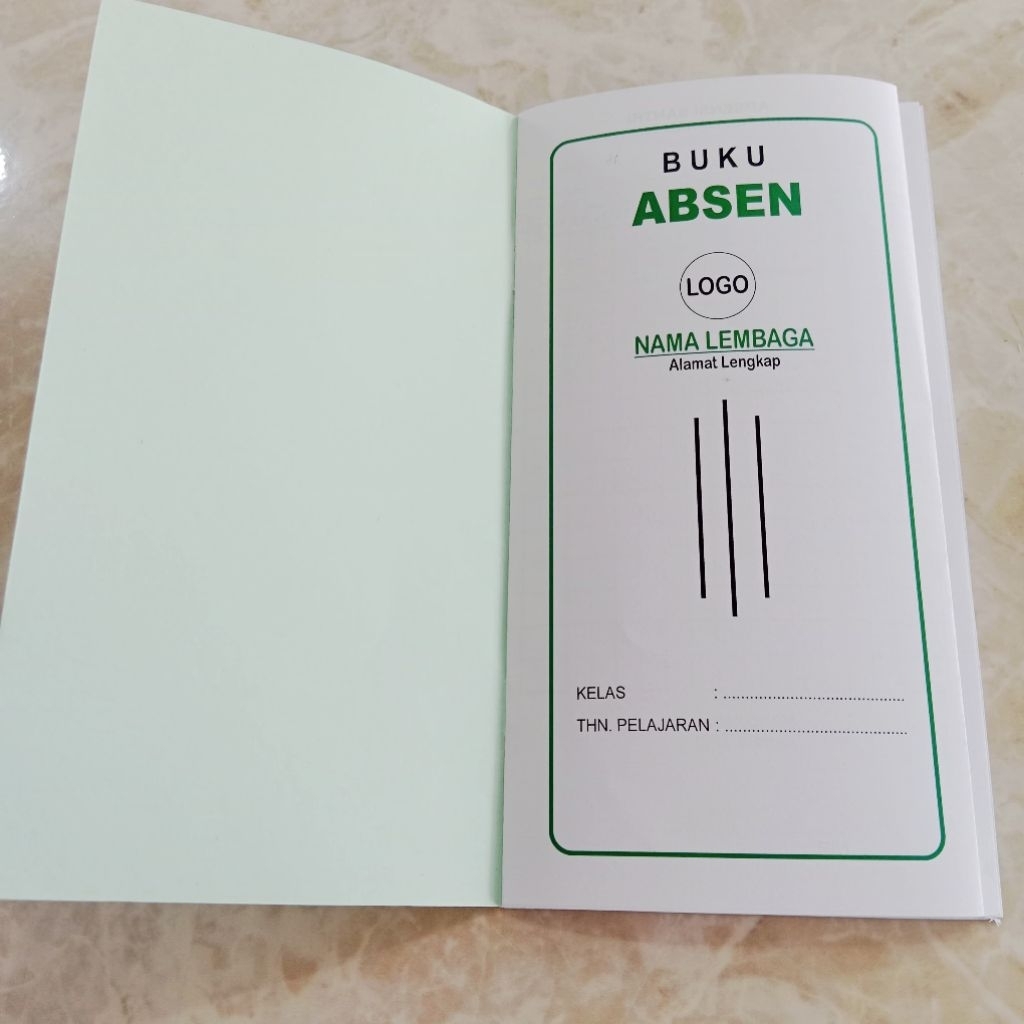 BUKU
ABSEN
LOGO
NAMA LEMBAGA
Alamat Lengkap
KELAS : ........................................
THN. PELAJARAN : ........................................